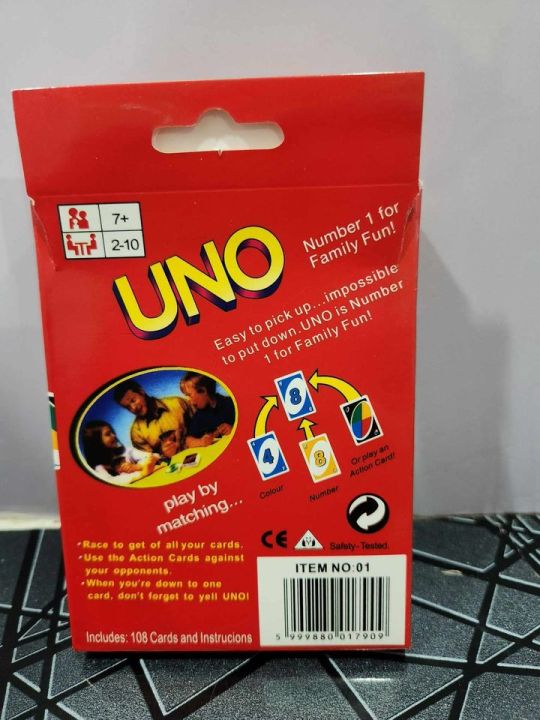 7+
2-10
UNO
Number 1 for
Family Fun!
Easy to pick up...impossible
to put down.UNO is Number
1 for Family Fun!
8
4
8
Colour
Number
Or play an
Action Card!
play by
matching...
•Race to get of all your cards.
•Use the Action Cards against
your opponents.
•When you're down to one
card, don't forget to yell UNO!
CE
Safety-Tested.
ITEM NO:01
5 999880 017909
Includes: 108 Cards and Instrucions